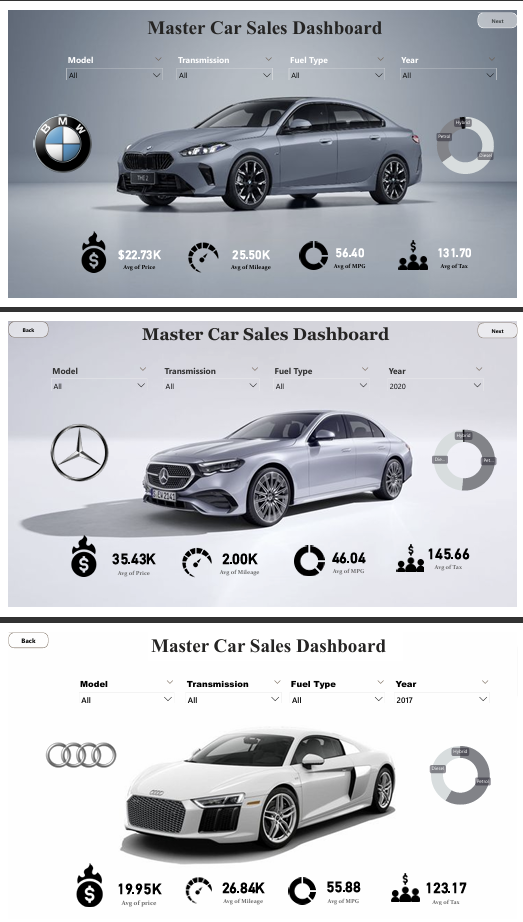 Next
Master Car Sales Dashboard
Model Transmission Fuel Type Year
All All All All
BMW
Hybrid
Petrol
Diesel
$22.73K 25.50K 56.40 131.70
Avg of Price Avg of Mileage Avg of MPG Avg of Tax
Back Next
Master Car Sales Dashboard
Model Transmission Fuel Type Year
All All All 2020
Hybrid
Die... Pet...
35.43K 2.00K 46.04 145.66
Avg of Price Avg of Mileage Avg of MPG Avg of Tax
Back
Master Car Sales Dashboard
Model Transmission Fuel Type Year
All All All 2017
Hybrid
Diesel
Petrol
19.95K 26.84K 55.88 123.17
Avg of price Avg of Mileage Avg of MPG Avg of Tax